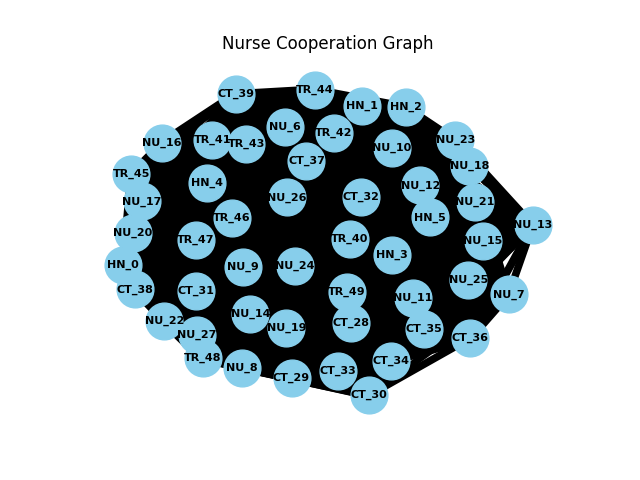 Nurse Cooperation Graph
TR_44
CT_39
HN_1
HN_2
NU_6
TR_42
TR_41
NU_23
NU_16
TR_43
NU_10
CT_37
NU_18
TR_45
HN_4
NU_12
NU_26
CT_32
NU_17
NU_21
TR_46
HN_5
NU_13
NU_20
TR_47
TR_40
NU_15
HN_3
HN_0
NU_9
NU_24
NU_25
CT_38
CT_31
TR_49
NU_7
NU_11
NU_14
NU_22
CT_28
NU_19
CT_35
NU_27
CT_36
TR_48
CT_34
NU_8
CT_33
CT_29
CT_30